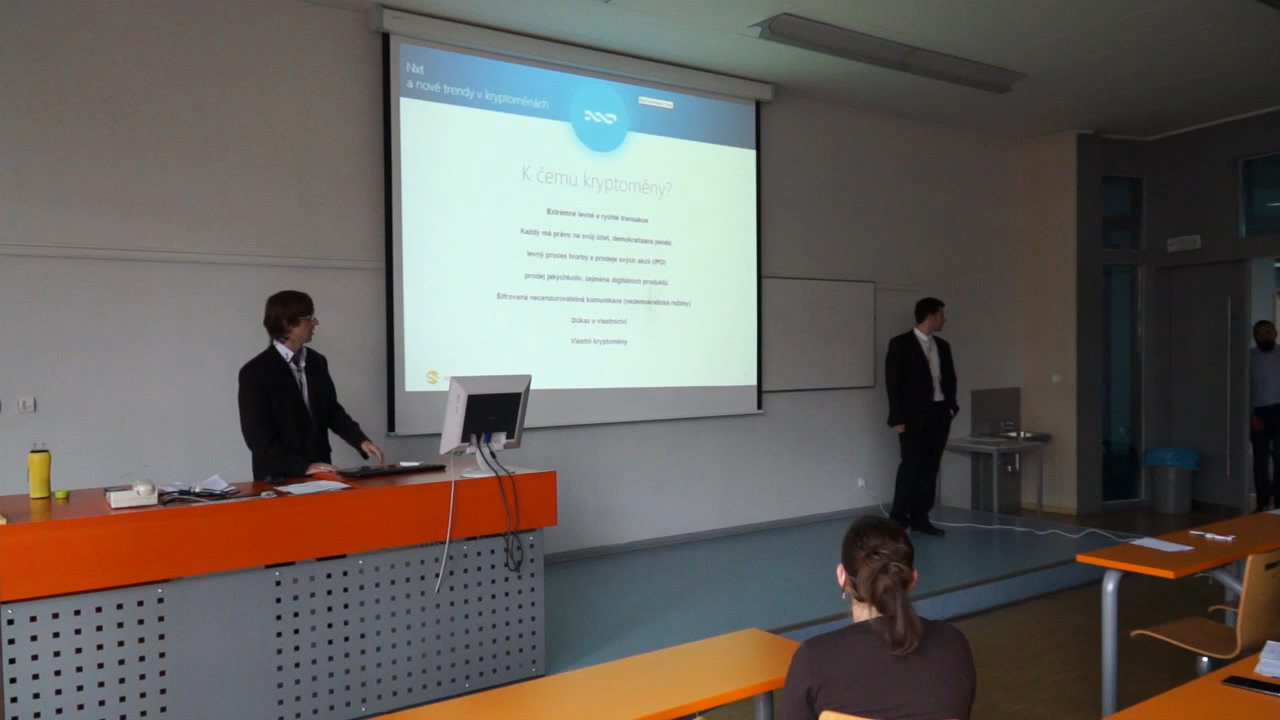 Nxt
a nové trendy v kryptoměnách
K čemu kryptoměny?
Extrémně levné a rychlé transakce
Každý má právo na svůj účet, demokratizace peněz
levný proces tvorby a prodeje svých akcií (IPO)
prodej jakýchkoliv, zejména digitálních produktů
Šifrovaná necenzurovatelná komunikace (nedemokratické režimy)
Důkaz o vlastnictví
Vlastní kryptoměny